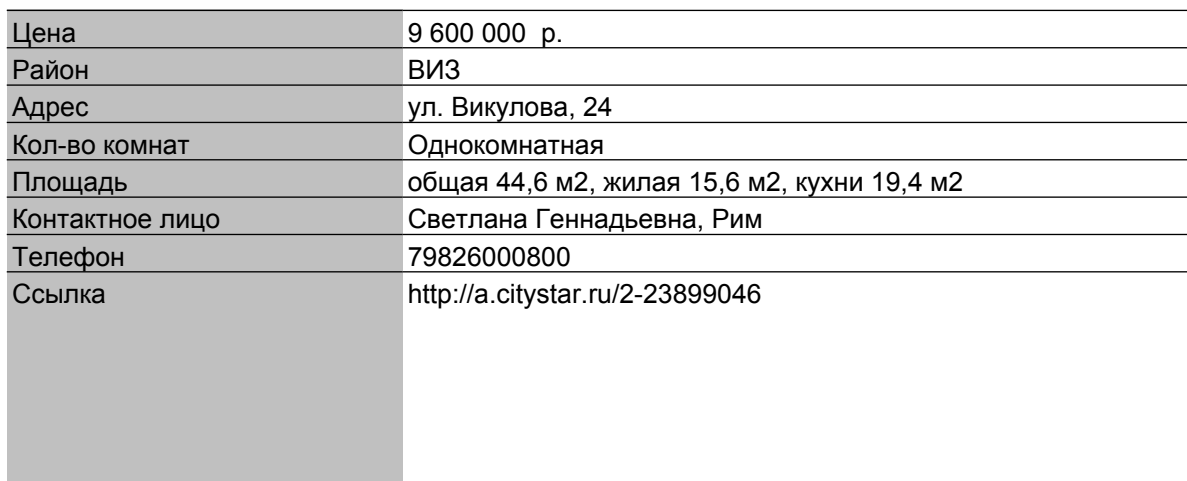 Цена 9 600 000 р.
Район ВИЗ
Адрес ул. Викулова, 24
Кол-во комнат Однокомнатная
Площадь общая 44,6 м2, жилая 15,6 м2, кухни 19,4 м2
Контактное лицо Светлана Геннадьевна, Рим
Телефон 79826000800
Ссылка http://a.citystar.ru/2-23899046